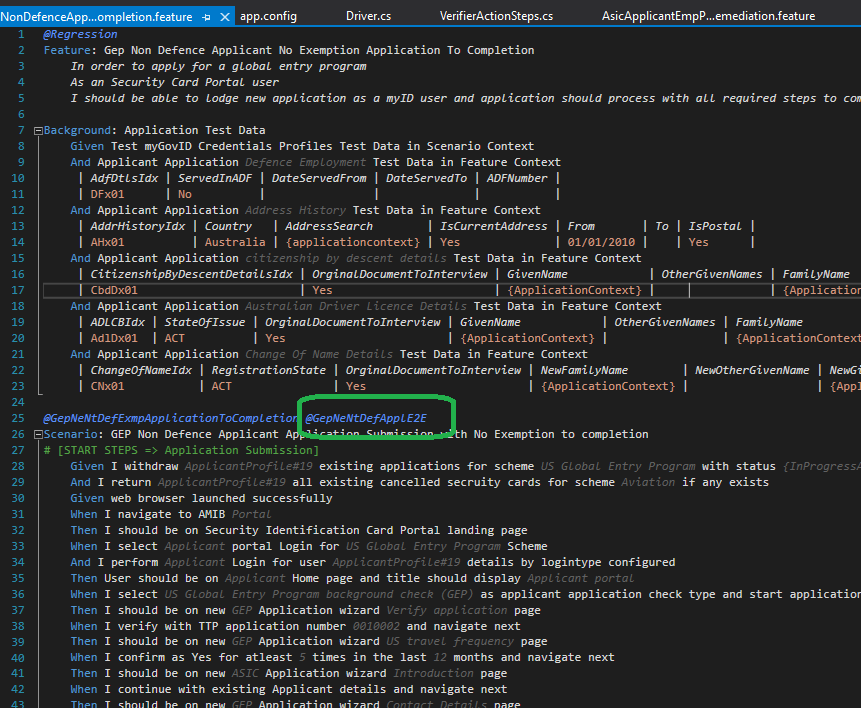 NonDefenceApp...ompletion.feature
app.config
Driver.cs
VerifierActionSteps.cs
AsicApplicantEmpP...emediation.feature
1 @Regression
2 Feature: Gep Non Defence Applicant No Exemption Application To Completion
3 In order to apply for a global entry program
4 As an Security Card Portal user
5 I should be able to lodge new application as a myID user and application should process with all required steps to com
6
7 Background: Application Test Data
8 Given Test myGovID Credentials Profiles Test Data in Scenario Context
9 And Applicant Application Defence Employment Test Data in Feature Context
10 | AdfDtlsIdx | ServedInADF | DateServedFrom | DateServedTo | ADFNumber |
11 | DFx01 | No | | | |
12 And Applicant Application Address History Test Data in Feature Context
13 | AddrHistoryIdx | Country | AddressSearch | IsCurrentAddress | From | To | IsPostal |
14 | AHx01 | Australia | {applicationcontext} | Yes | 01/01/2010 | | Yes |
15 And Applicant Application citizenship by descent details Test Data in Feature Context
16 | CitizenshipByDescentDetailsIdx | OrginalDocumentToInterview | GivenName | OtherGivenNames | FamilyName
17 | CbdDx01 | Yes | {ApplicationContext} | | {Application
18 And Applicant Application Australian Driver Licence Details Test Data in Feature Context
19 | ADLCBIdx | StateOfIssue | OrginalDocumentToInterview | GivenName | OtherGivenNames | FamilyName
20 | AdlDx01 | ACT | Yes | {ApplicationContext} | | {ApplicationContext
21 And Applicant Application Change Of Name Details Test Data in Feature Context
22 | ChangeOfNameIdx | RegistrationState | OrginalDocumentToInterview | NewFamilyName | NewOtherGivenName | NewGi
23 | CNx01 | ACT | Yes | {ApplicationContext} | | {App
24
25 @GepNeNtDefExmpApplicationToCompletion @GepNeNtDefApplE2E
26 Scenario: GEP Non Defence Applicant Application Submission with No Exemption to completion
27 # [START STEPS => Application Submission]
28 Given I withdraw ApplicantProfile#19 existing applications for scheme US Global Entry Program with status {InProgressA
29 And I return ApplicantProfile#19 all existing cancelled secruity cards for scheme Aviation if any exists
30 Given web browser launched successfully
31 When I navigate to AMIB Portal
32 Then I should be on Security Identification Card Portal landing page
33 When I select Applicant portal Login for US Global Entry Program Scheme
34 And I perform Applicant Login for user ApplicantProfile#19 details by logintype configured
35 Then User should be on Applicant Home page and title should display Applicant portal
36 When I select US Global Entry Program background check (GEP) as applicant application check type and start application
37 Then I should be on new GEP Application wizard Verify application page
38 When I verify with TTP application number 0010002 and navigate next
39 Then I should be on new GEP Application wizard US travel frequency page
40 When I confirm as Yes for atleast 5 times in the last 12 months and navigate next
41 Then I should be on new ASIC Application wizard Introduction page
42 When I continue with existing Applicant details and navigate next
43 Then I should be on new GEP Application wizard Contact Details page